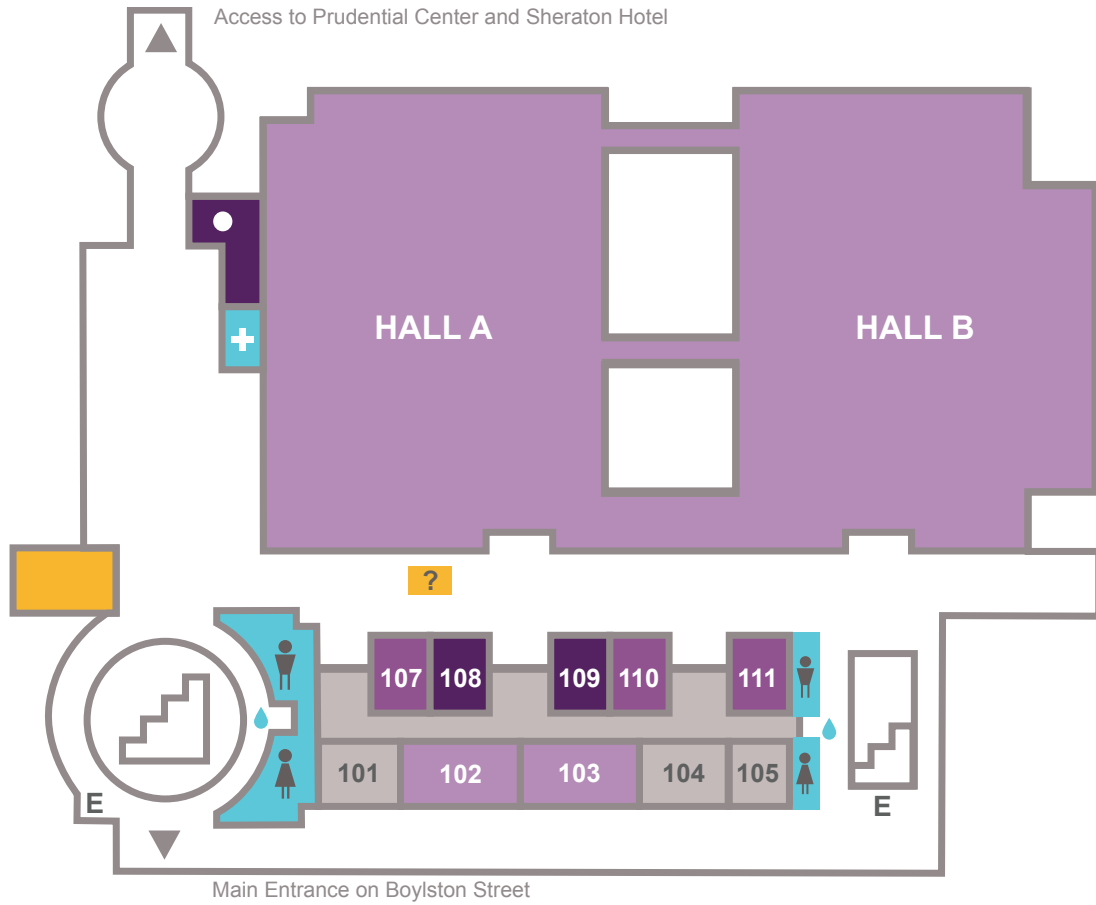 Access to Prudential Center and Sheraton Hotel
HALL A
HALL B
?
107
108
109
110
111
101
102
103
104
105
E
E
Main Entrance on Boylston Street